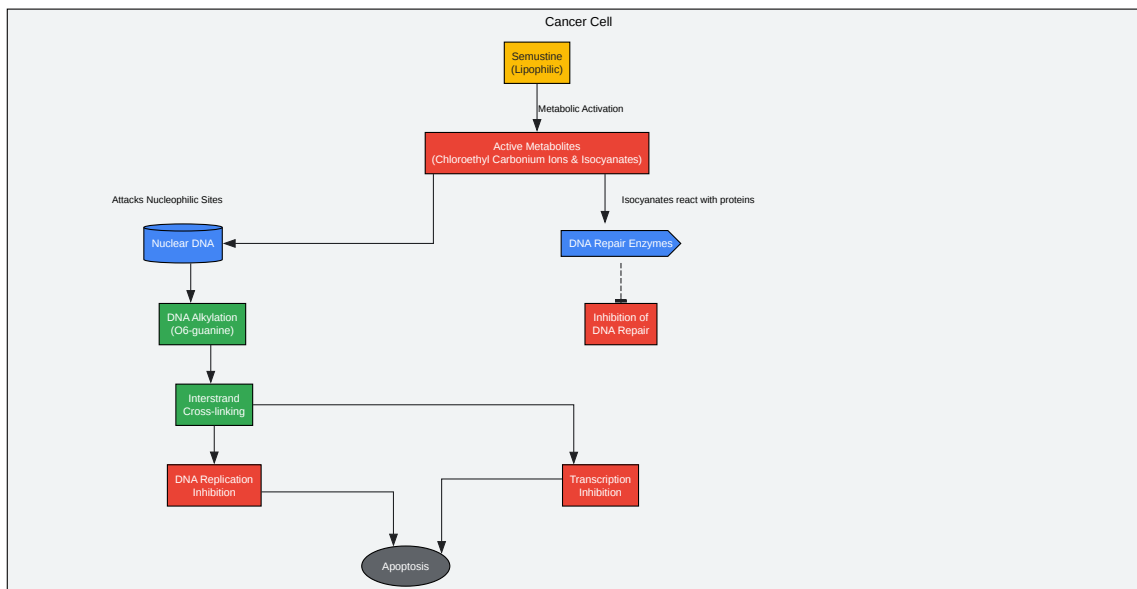 Cancer Cell
Semustine
(Lipophilic)
Metabolic Activation
Active Metabolites
(Chloroethyl Carbonium Ions & Isocyanates)
Attacks Nucleophilic Sites
Isocyanates react with proteins
Nuclear DNA
DNA Repair Enzymes
DNA Alkylation
(O6-guanine)
Inhibition of
DNA Repair
Interstrand
Cross-linking
DNA Replication
Inhibition
Transcription
Inhibition
Apoptosis